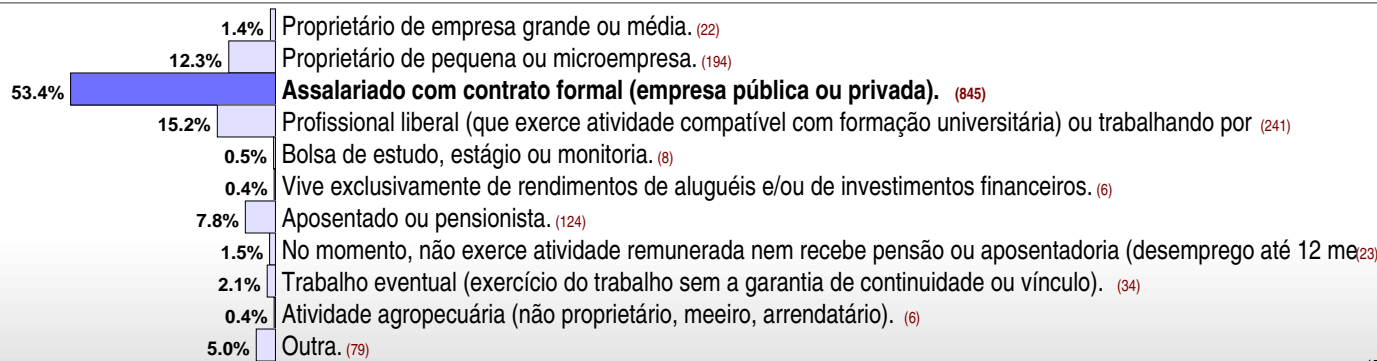 1.4% Proprietário de empresa grande ou média. (22)
12.3% Proprietário de pequena ou microempresa. (194)
53.4% Assalariado com contrato formal (empresa pública ou privada). (845)
15.2% Profissional liberal (que exerce atividade compatível com formação universitária) ou trabalhando por (241)
0.5% Bolsa de estudo, estágio ou monitoria. (8)
0.4% Vive exclusivamente de rendimentos de aluguéis e/ou de investimentos financeiros. (6)
7.8% Aposentado ou pensionista. (124)
1.5% No momento, não exerce atividade remunerada nem recebe pensão ou aposentadoria (desemprego até 12 me (23)
2.1% Trabalho eventual (exercício do trabalho sem a garantia de continuidade ou vínculo). (34)
0.4% Atividade agropecuária (não proprietário, meeiro, arrendatário). (6)
5.0% Outra. (79)